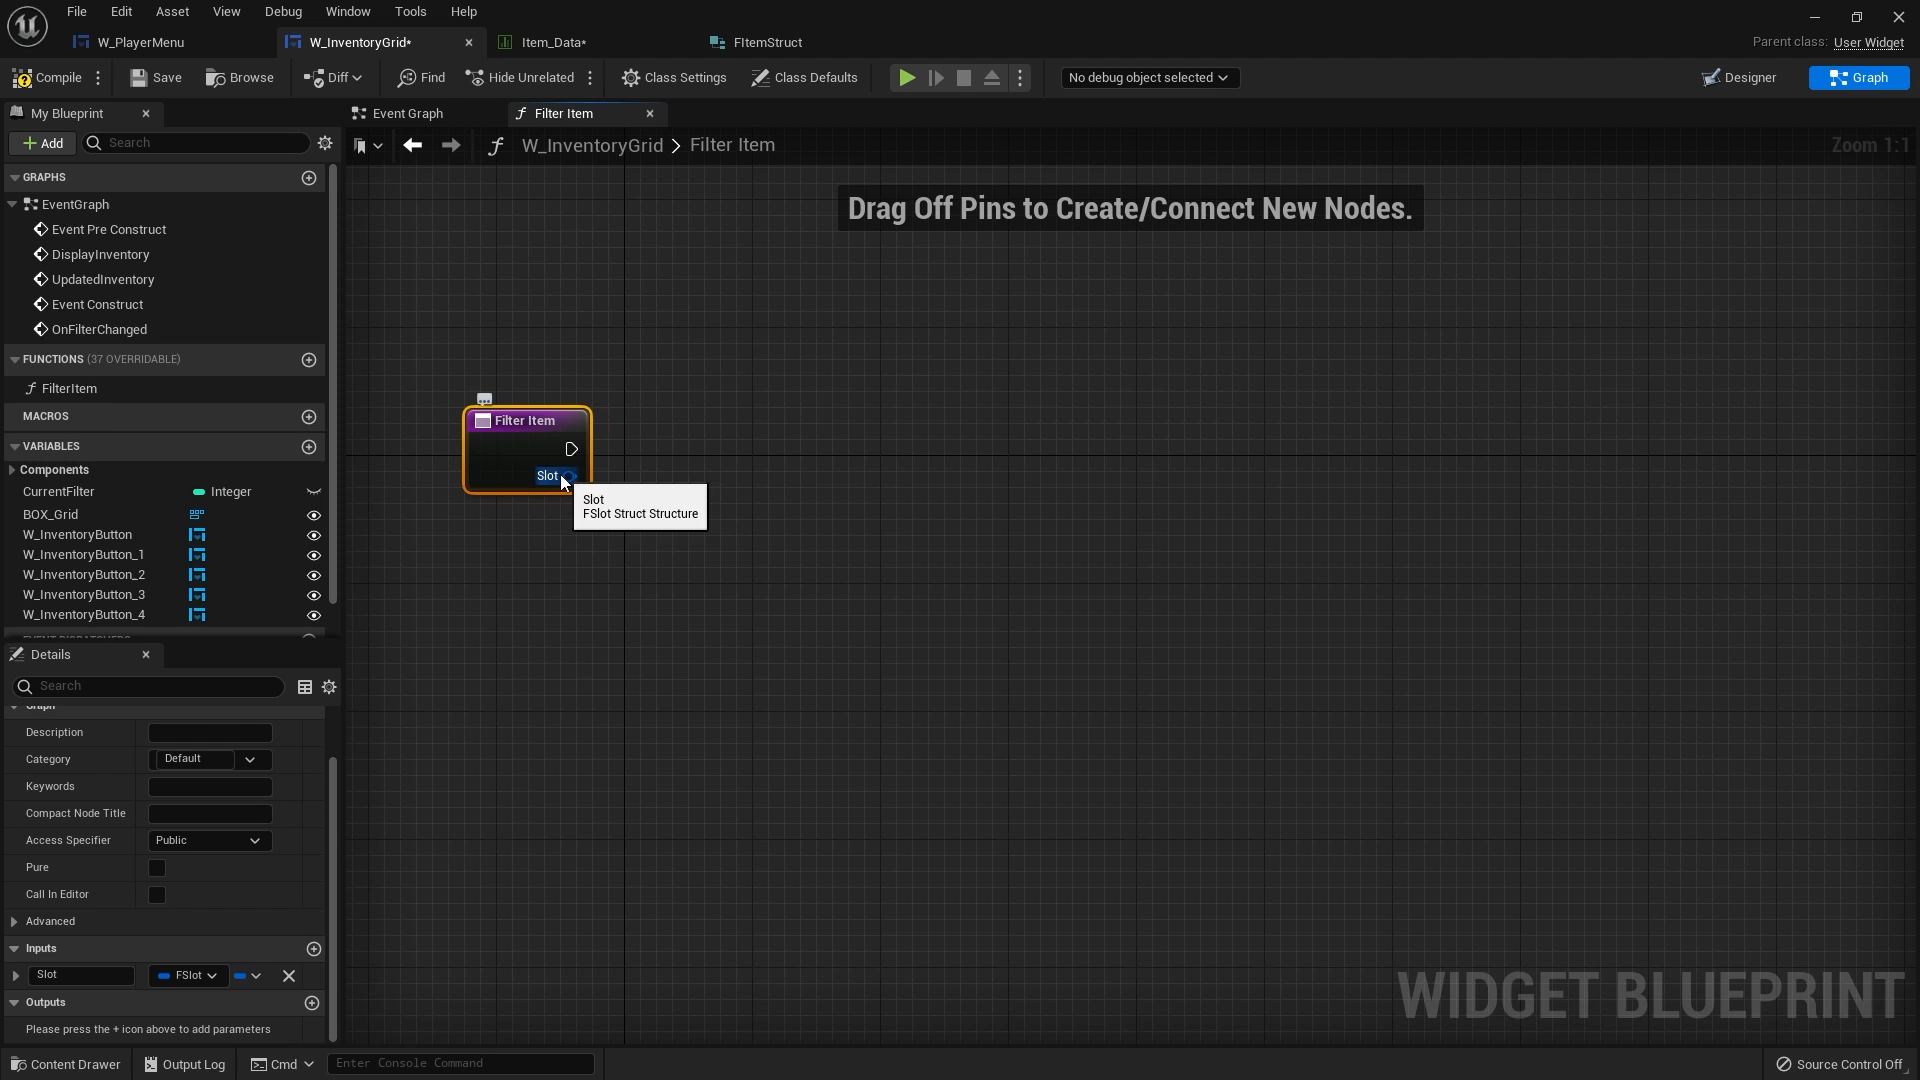 File Edit Asset View Debug Window Tools Help
W_PlayerMenu W_InventoryGrid* Item_Data* FItemStruct Parent class: User Widget
Compile Save Browse Diff Find Hide Unrelated Class Settings Class Defaults No debug object selected Designer Graph
My Blueprint Event Graph Filter Item
Add Search W_InventoryGrid > Filter Item Zoom 1:1
GRAPHS
Drag Off Pins to Create/Connect New Nodes.
EventGraph
Event Pre Construct
DisplayInventory
UpdatedInventory
Event Construct
OnFilterChanged
FUNCTIONS (37 OVERRIDABLE)
FilterItem
MACROS
VARIABLES
Components
CurrentFilter Integer
BOX_Grid
W_InventoryButton
W_InventoryButton_1
W_InventoryButton_2
W_InventoryButton_3
W_InventoryButton_4
EVENT DISPATCHERS
Filter Item
Slot
Slot
FSlot Struct Structure
Details
Search
Graph
Description
Category Default
Keywords
Compact Node Title
Access Specifier Public
Pure
Call In Editor
Advanced
Inputs
Slot FSlot
Outputs
Please press the + icon above to add parameters
WIDGET BLUEPRINT
Content Drawer Output Log Cmd Enter Console Command Source Control Off